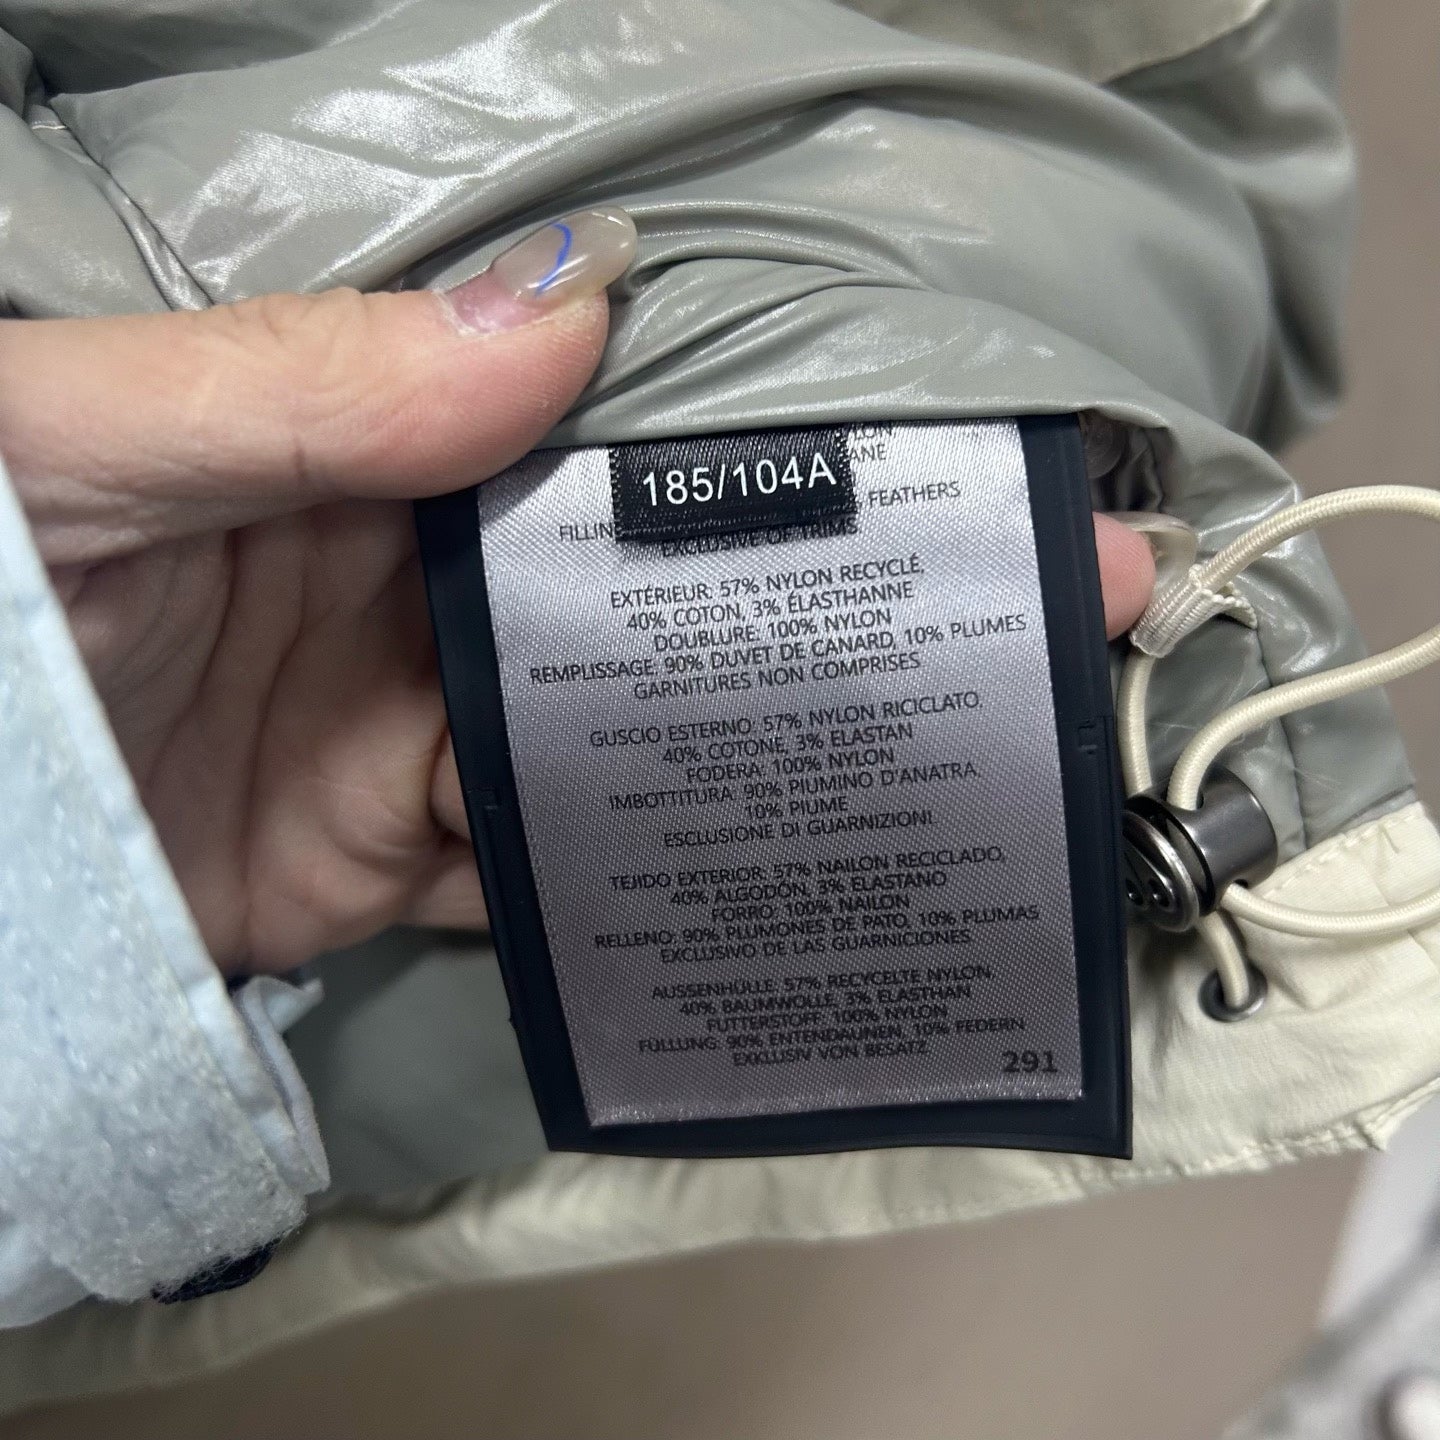 185/104A
ANE
FEATHERS
FILLIN
EXCLUSIVE OF TRIMS
EXTÉRIEUR: 57% NYLON RECYCLÉ,
40% COTON, 3% ÉLASTHANNE
DOUBLURE: 100% NYLON
REMPLISSAGE: 90% DUVET DE CANARD, 10% PLUMES
GARNITURES NON COMPRISES
GUSCIO ESTERNO: 57% NYLON RICICLATO,
40% COTONE, 3% ELASTAN
FODERA: 100% NYLON
IMBOTTITURA: 90% PIUMINO D'ANATRA,
10% PIUME
ESCLUSIONE DI GUARNIZIONI
TEJIDO EXTERIOR: 57% NAILON RECICLADO,
40% ALGODÓN, 3% ELASTANO
FORRO: 100% NAILON
RELLENO: 90% PLUMONES DE PATO, 10% PLUMAS
EXCLUSIVO DE LAS GUARNICIONES
AUSSENHÜLLE: 57% RECYCELTE NYLON,
40% BAUMWOLLE, 3% ELASTHAN
FUTTERSTOFF: 100% NYLON
FÜLLUNG: 90% ENTENDAUNEN, 10% FEDERN
EXKLUSIV VON BESATZ
291